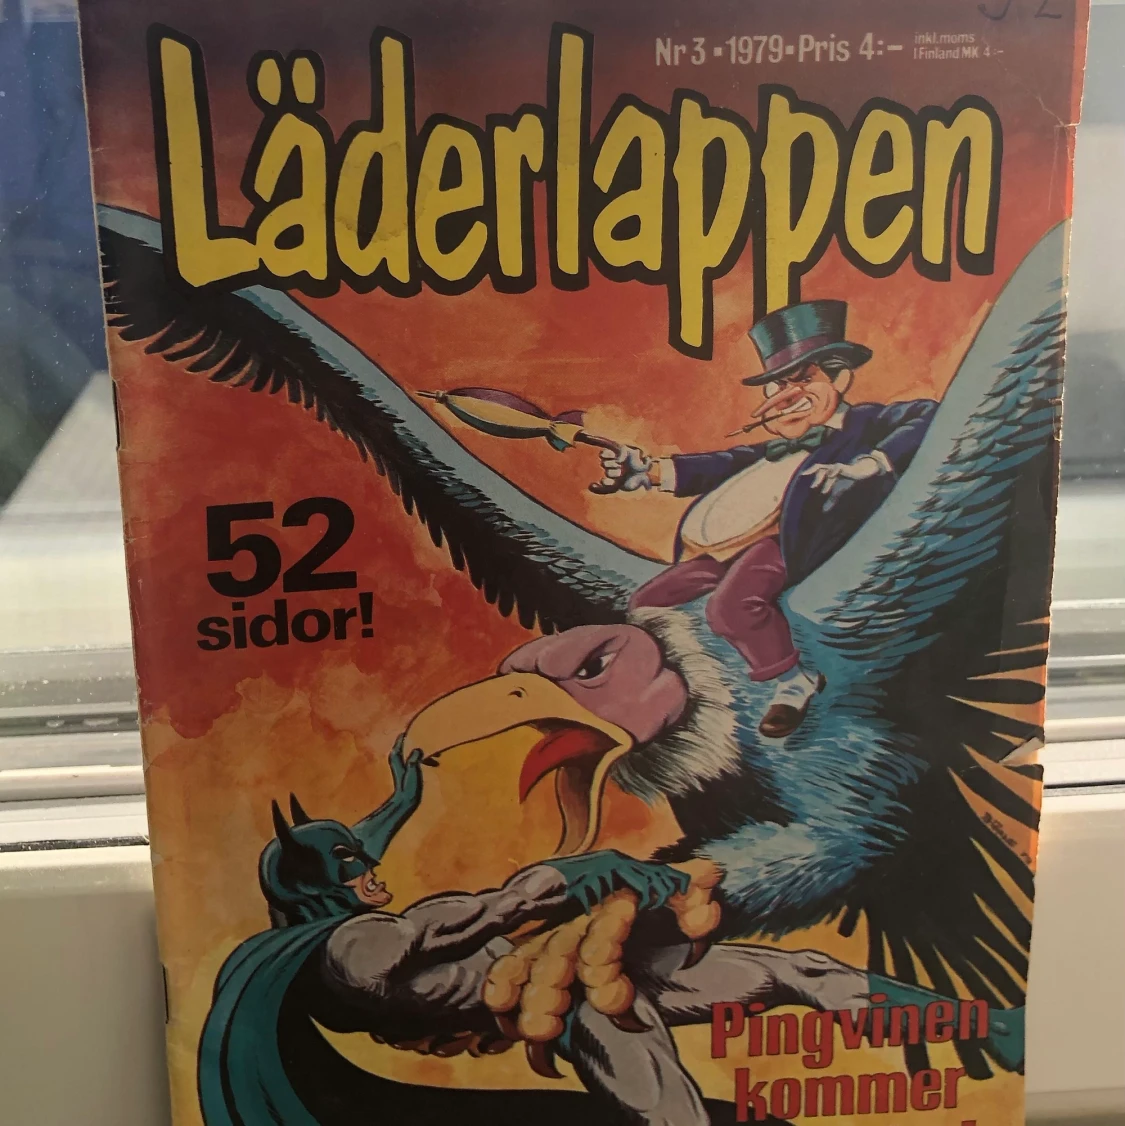 Nr 3 ▪ 1979 ▪ Pris 4:- inkl.moms
I Finland MK 4:-
Läderlappen
52
sidor!
Pingvinen
kommer